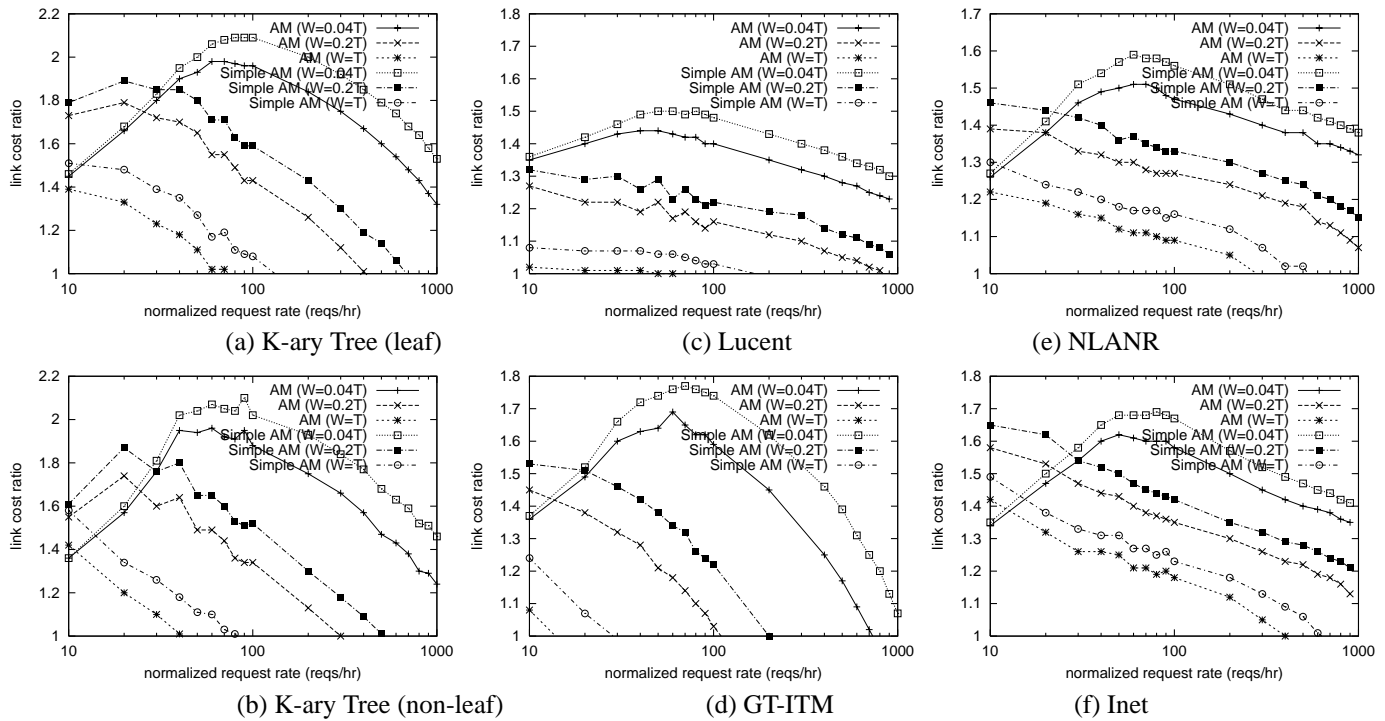 link cost ratio
2.2
2
1.8
1.6
1.4
1.2
1
AM (W=0.04T)
AM (W=0.2T)
AM (W=T)
Simple AM (W=0.04T)
Simple AM (W=0.2T)
Simple AM (W=T)
10 100 1000
normalized request rate (reqs/hr)
(a) K-ary Tree (leaf)
link cost ratio
1.8
1.7
1.6
1.5
1.4
1.3
1.2
1.1
1
AM (W=0.04T)
AM (W=0.2T)
AM (W=T)
Simple AM (W=0.04T)
Simple AM (W=0.2T)
Simple AM (W=T)
10 100 1000
normalized request rate (reqs/hr)
(c) Lucent
link cost ratio
1.7
1.6
1.5
1.4
1.3
1.2
1.1
1
AM (W=0.04T)
AM (W=0.2T)
AM (W=T)
Simple AM (W=0.04T)
Simple AM (W=0.2T)
Simple AM (W=T)
10 100 1000
normalized request rate (reqs/hr)
(e) NLANR
link cost ratio
2.2
2
1.8
1.6
1.4
1.2
1
AM (W=0.04T)
AM (W=0.2T)
AM (W=T)
Simple AM (W=0.04T)
Simple AM (W=0.2T)
Simple AM (W=T)
10 100 1000
normalized request rate (reqs/hr)
(b) K-ary Tree (non-leaf)
link cost ratio
1.8
1.7
1.6
1.5
1.4
1.3
1.2
1.1
1
AM (W=0.04T)
AM (W=0.2T)
AM (W=T)
Simple AM (W=0.04T)
Simple AM (W=0.2T)
Simple AM (W=T)
10 100 1000
normalized request rate (reqs/hr)
(d) GT-ITM
link cost ratio
1.8
1.7
1.6
1.5
1.4
1.3
1.2
1.1
1
AM (W=0.04T)
AM (W=0.2T)
AM (W=T)
Simple AM (W=0.04T)
Simple AM (W=0.2T)
Simple AM (W=T)
10 100 1000
normalized request rate (reqs/hr)
(f) Inet